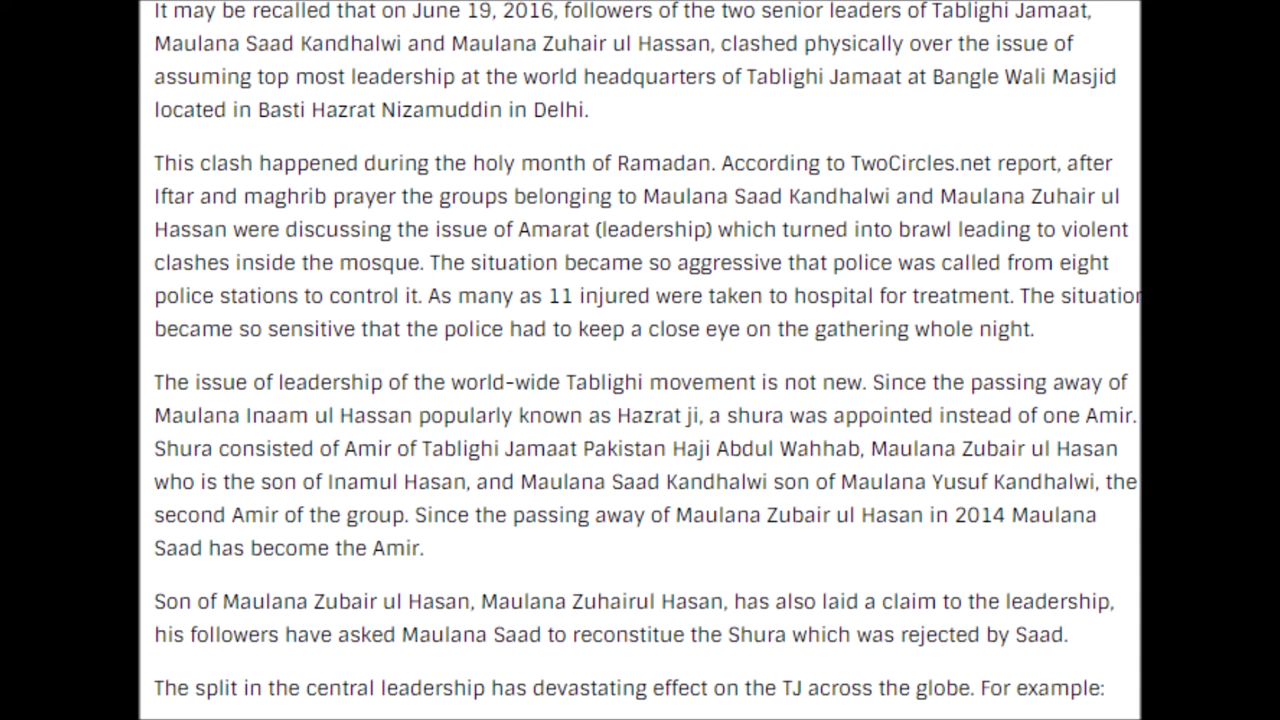 It may be recalled that on June 19, 2016, followers of the two senior leaders of Tablighi Jamaat,
Maulana Saad Kandhalwi and Maulana Zuhair ul Hassan, clashed physically over the issue of
assuming top most leadership at the world headquarters of Tablighi Jamaat at Bangle Wali Masjid
located in Basti Hazrat Nizamuddin in Delhi.
This clash happened during the holy month of Ramadan. According to TwoCircles.net report, after
Iftar and maghrib prayer the groups belonging to Maulana Saad Kandhalwi and Maulana Zuhair ul
Hassan were discussing the issue of Amarat (leadership) which turned into brawl leading to violent
clashes inside the mosque. The situation became so aggressive that police was called from eight
police stations to control it. As many as 11 injured were taken to hospital for treatment. The situation
became so sensitive that the police had to keep a close eye on the gathering whole night.
The issue of leadership of the world-wide Tablighi movement is not new. Since the passing away of
Maulana Inaam ul Hassan popularly known as Hazrat ji, a shura was appointed instead of one Amir.
Shura consisted of Amir of Tablighi Jamaat Pakistan Haji Abdul Wahhab, Maulana Zubair ul Hasan
who is the son of Inamul Hasan, and Maulana Saad Kandhalwi son of Maulana Yusuf Kandhalwi, the
second Amir of the group. Since the passing away of Maulana Zubair ul Hasan in 2014 Maulana
Saad has become the Amir.
Son of Maulana Zubair ul Hasan, Maulana Zuhairul Hasan, has also laid a claim to the leadership,
his followers have asked Maulana Saad to reconstitue the Shura which was rejected by Saad.
The split in the central leadership has devastating effect on the TJ across the globe. For example: